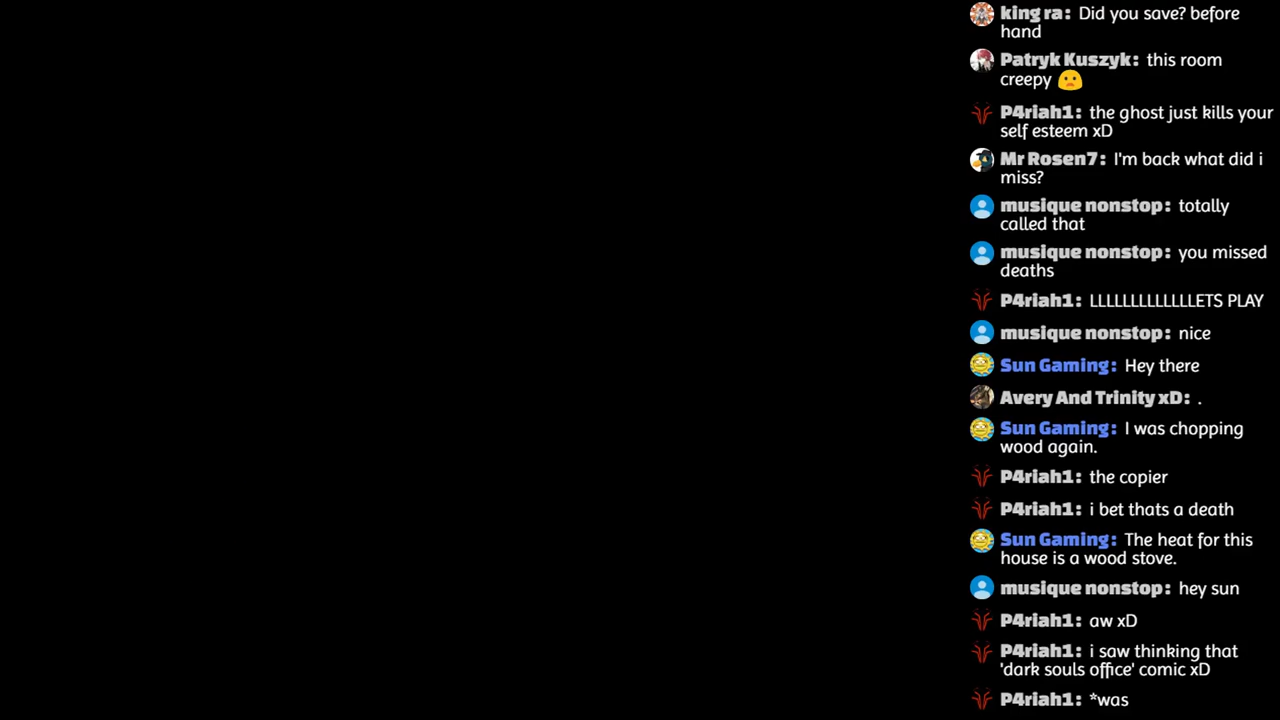 king ra: Did you save? before
hand
Patryk Kuszyk: this room
creepy 🙁
P4riah1: the ghost just kills your
self esteem xD
Mr Rosen7: I'm back what did i
miss?
musique nonstop: totally
called that
musique nonstop: you missed
deaths
P4riah1: LLLLLLLLLLLLLETS PLAY
musique nonstop: nice
Sun Gaming: Hey there
Avery And Trinity xD: .
Sun Gaming: I was chopping
wood again.
P4riah1: the copier
P4riah1: i bet thats a death
Sun Gaming: The heat for this
house is a wood stove.
musique nonstop: hey sun
P4riah1: aw xD
P4riah1: i saw thinking that
'dark souls office' comic xD
P4riah1: *was